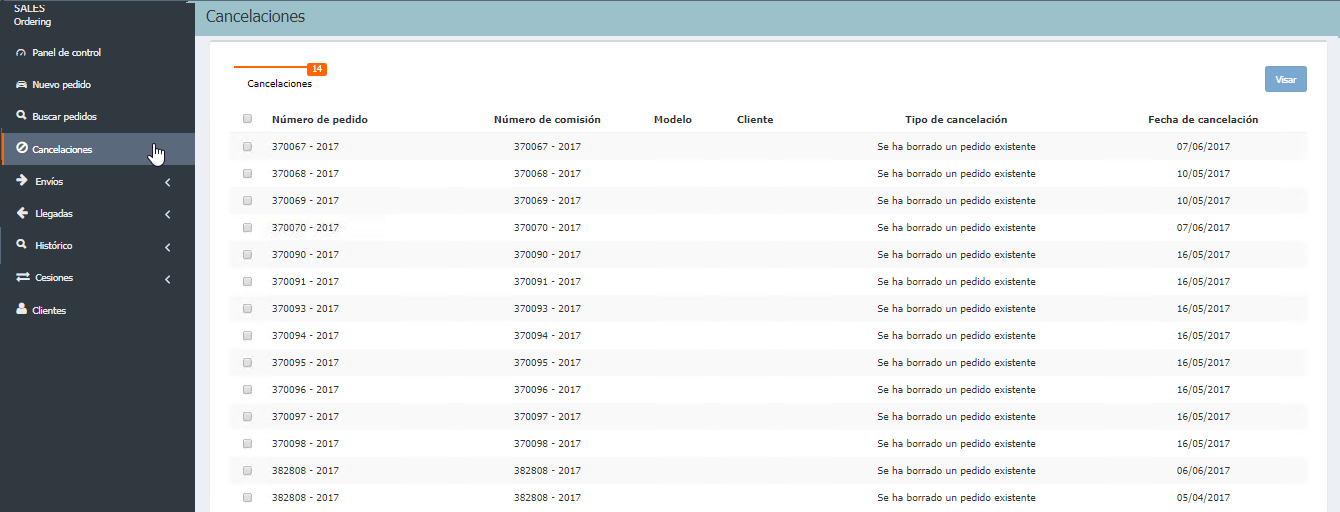 SALES
Ordering
Panel de control
Nuevo pedido
Buscar pedidos
Cancelaciones
Envíos
Llegadas
Histórico
Cesiones
Clientes
Cancelaciones
14
Cancelaciones
Visar
Número de pedido Número de comisión Modelo Cliente Tipo de cancelación Fecha de cancelación
370067 - 2017 370067 - 2017 Se ha borrado un pedido existente 07/06/2017
370068 - 2017 370068 - 2017 Se ha borrado un pedido existente 10/05/2017
370069 - 2017 370069 - 2017 Se ha borrado un pedido existente 10/05/2017
370070 - 2017 370070 - 2017 Se ha borrado un pedido existente 07/06/2017
370090 - 2017 370090 - 2017 Se ha borrado un pedido existente 16/05/2017
370091 - 2017 370091 - 2017 Se ha borrado un pedido existente 16/05/2017
370093 - 2017 370093 - 2017 Se ha borrado un pedido existente 16/05/2017
370094 - 2017 370094 - 2017 Se ha borrado un pedido existente 16/05/2017
370095 - 2017 370095 - 2017 Se ha borrado un pedido existente 16/05/2017
370096 - 2017 370096 - 2017 Se ha borrado un pedido existente 16/05/2017
370097 - 2017 370097 - 2017 Se ha borrado un pedido existente 16/05/2017
370098 - 2017 370098 - 2017 Se ha borrado un pedido existente 16/05/2017
382808 - 2017 382808 - 2017 Se ha borrado un pedido existente 06/06/2017
382808 - 2017 382808 - 2017 Se ha borrado un pedido existente 05/04/2017